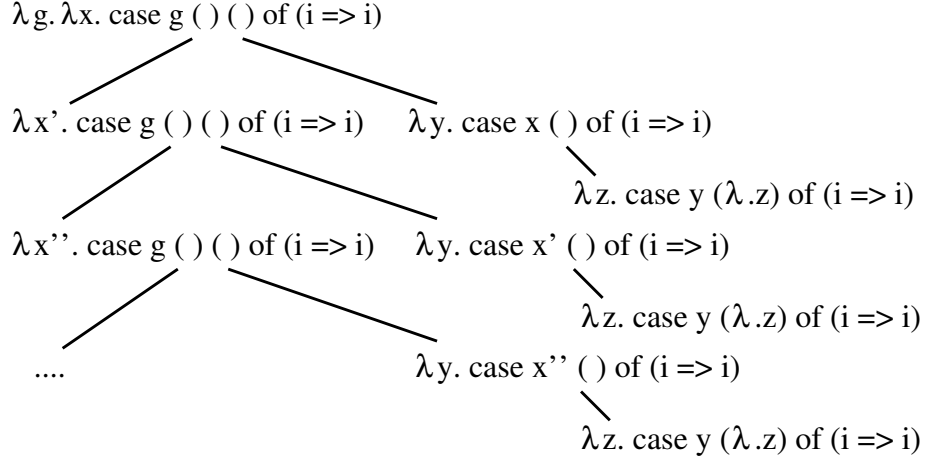 λg. λx. case g ( ) ( ) of (i => i)
λx’. case g ( ) ( ) of (i => i) λy. case x ( ) of (i => i)
λz. case y (λ.z) of (i => i)
λx’’. case g ( ) ( ) of (i => i) λy. case x’ ( ) of (i => i)
λz. case y (λ.z) of (i => i)
.... λy. case x’’ ( ) of (i => i)
λz. case y (λ.z) of (i => i)